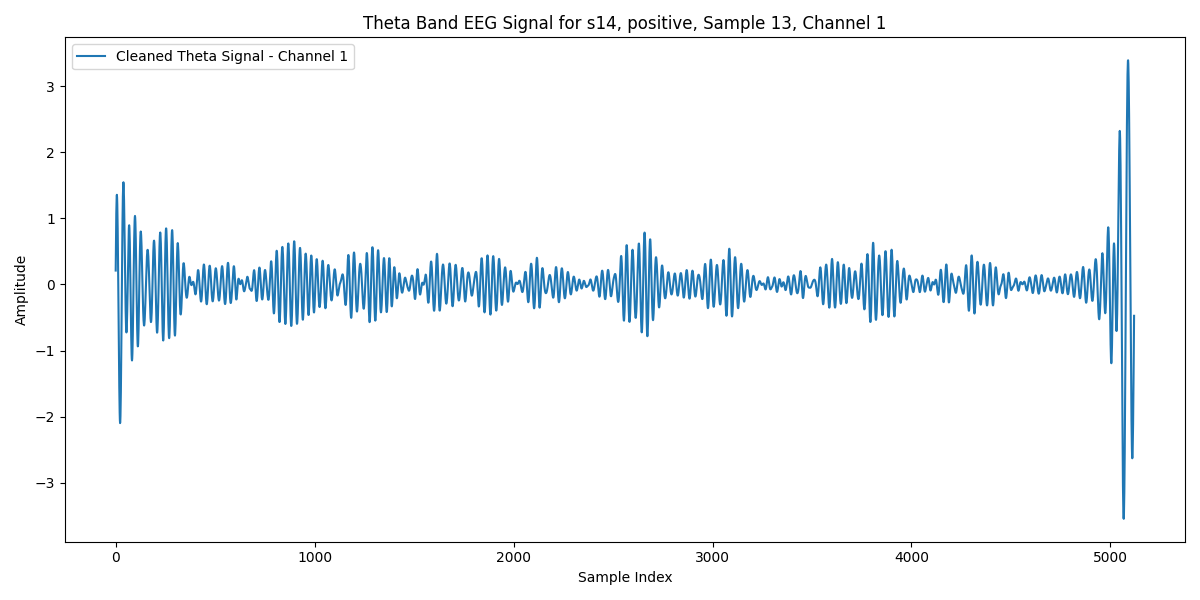 Theta Band EEG Signal for s14, positive, Sample 13, Channel 1
Cleaned Theta Signal - Channel 1
Amplitude
3
2
1
0
−1
−2
−3
0 1000 2000 3000 4000 5000
Sample Index